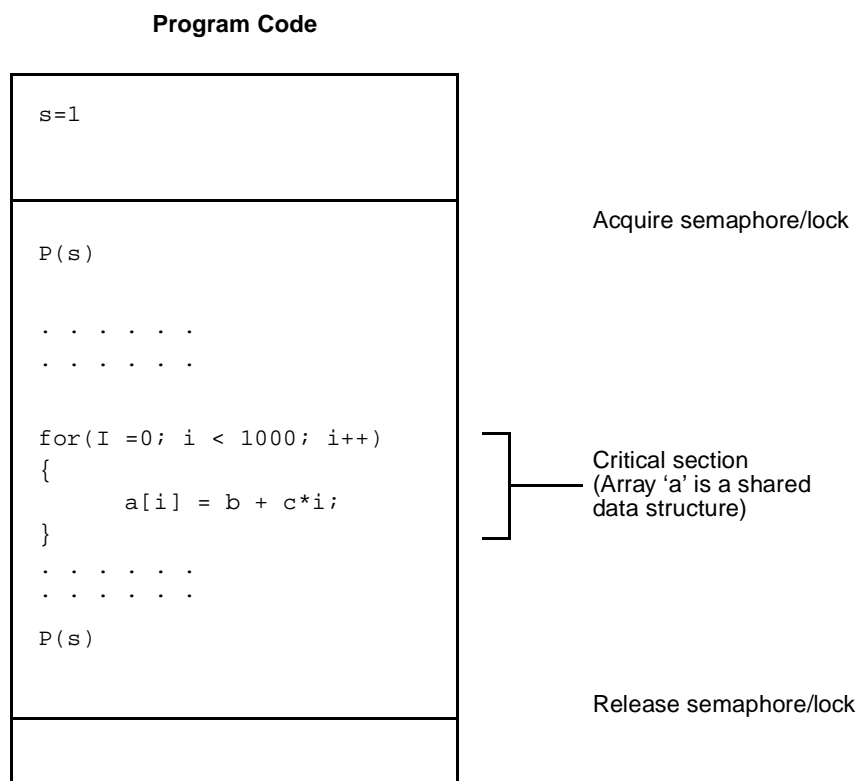 Program Code
s=1
Acquire semaphore/lock
P(s)
. . . . . .
. . . . . .
for(I =0; i < 1000; i++)
{
a[i] = b + c*i;
}
Critical section
(Array ‘a’ is a shared
data structure)
. . . . . .
. . . . . .
P(s)
Release semaphore/lock